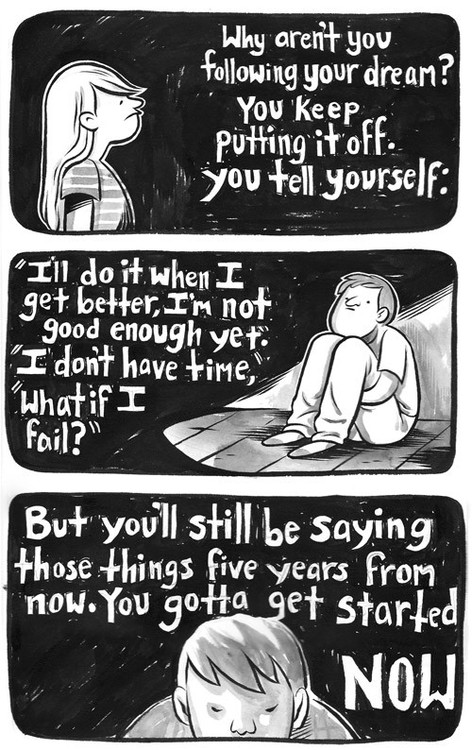 Why aren't you
following your dream?
You keep
putting it off.
you tell yourself:
"I'll do it when I
get better, I'm not
good enough yet."
"I don't have time,"
"what if I
fail?"
But you'll still be saying
those things five years from
now. You gotta get started
NOW